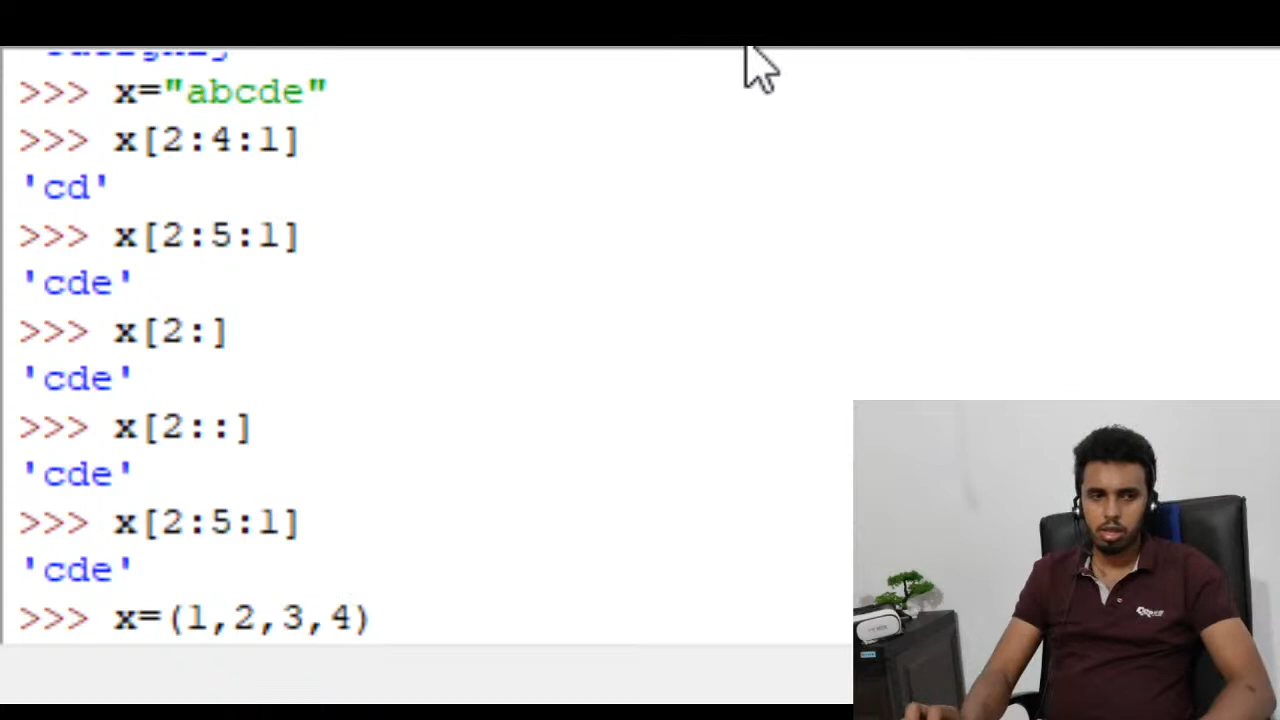 >>> x="abcde"
>>> x[2:4:1]
'cd'
>>> x[2:5:1]
'cde'
>>> x[2:]
'cde'
>>> x[2::]
'cde'
>>> x[2:5:1]
'cde'
>>> x=(1,2,3,4)